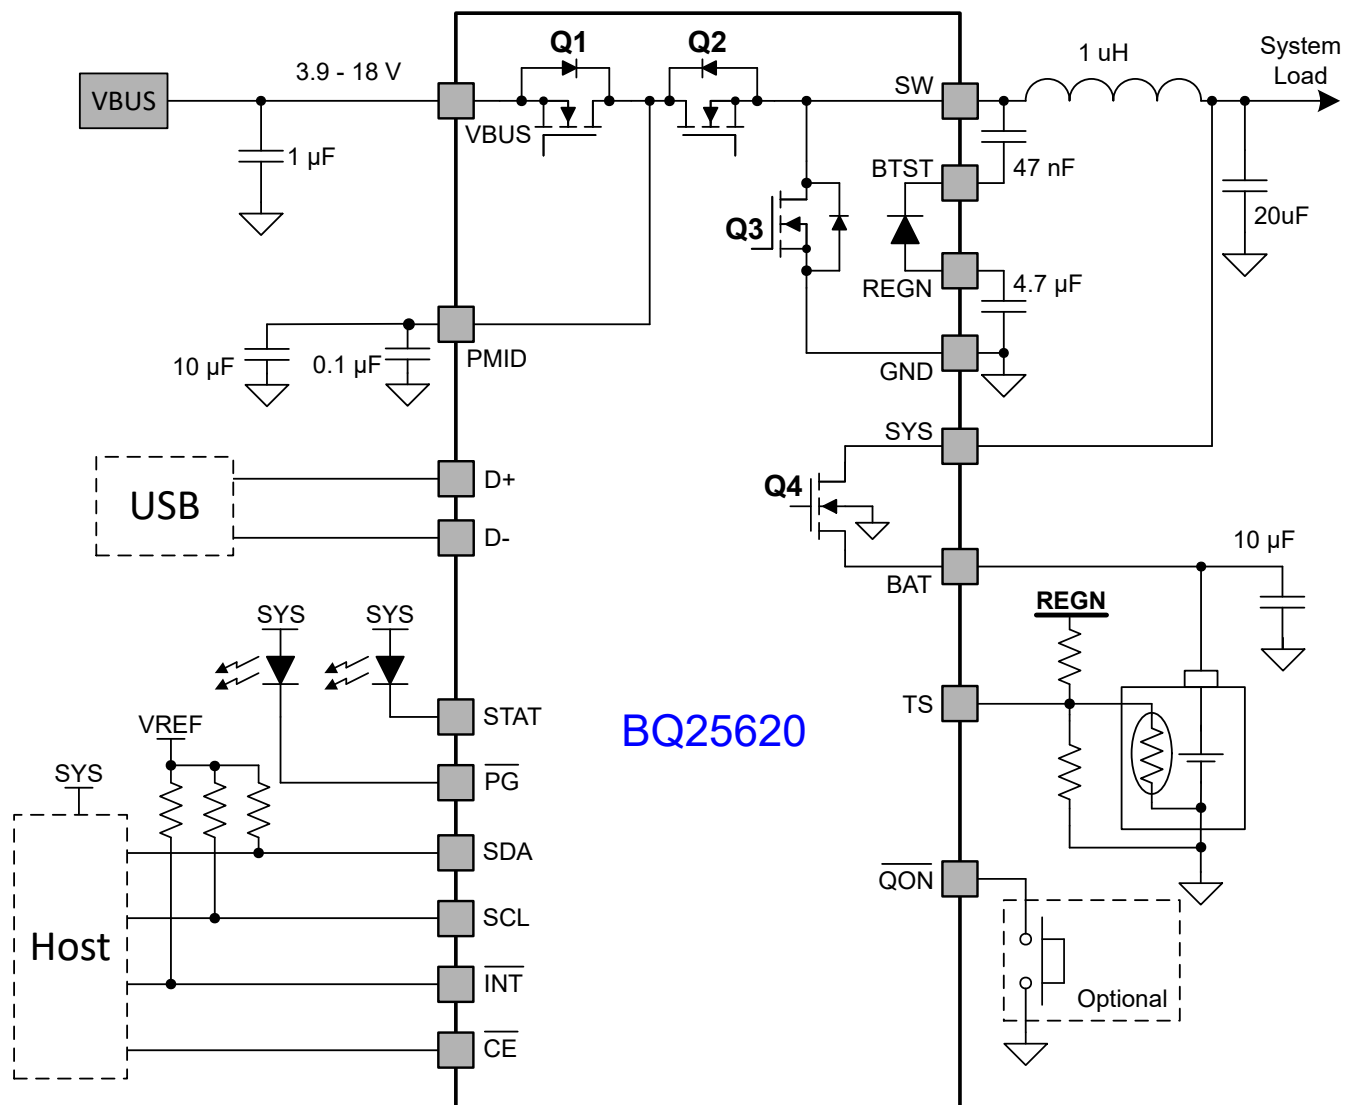 Q1
Q2
3.9 - 18 V
VBUS
VBUS
1 µF
SW
1 uH
System
Load
BTST
47 nF
20uF
Q3
REGN
4.7 µF
GND
10 µF
0.1 µF
PMID
SYS
Q4
BAT
10 µF
USB
D+
D-
REGN
SYS
SYS
STAT
TS
BQ25620
VREF
PG
SYS
SDA
QON
SCL
Host
INT
Optional
CE